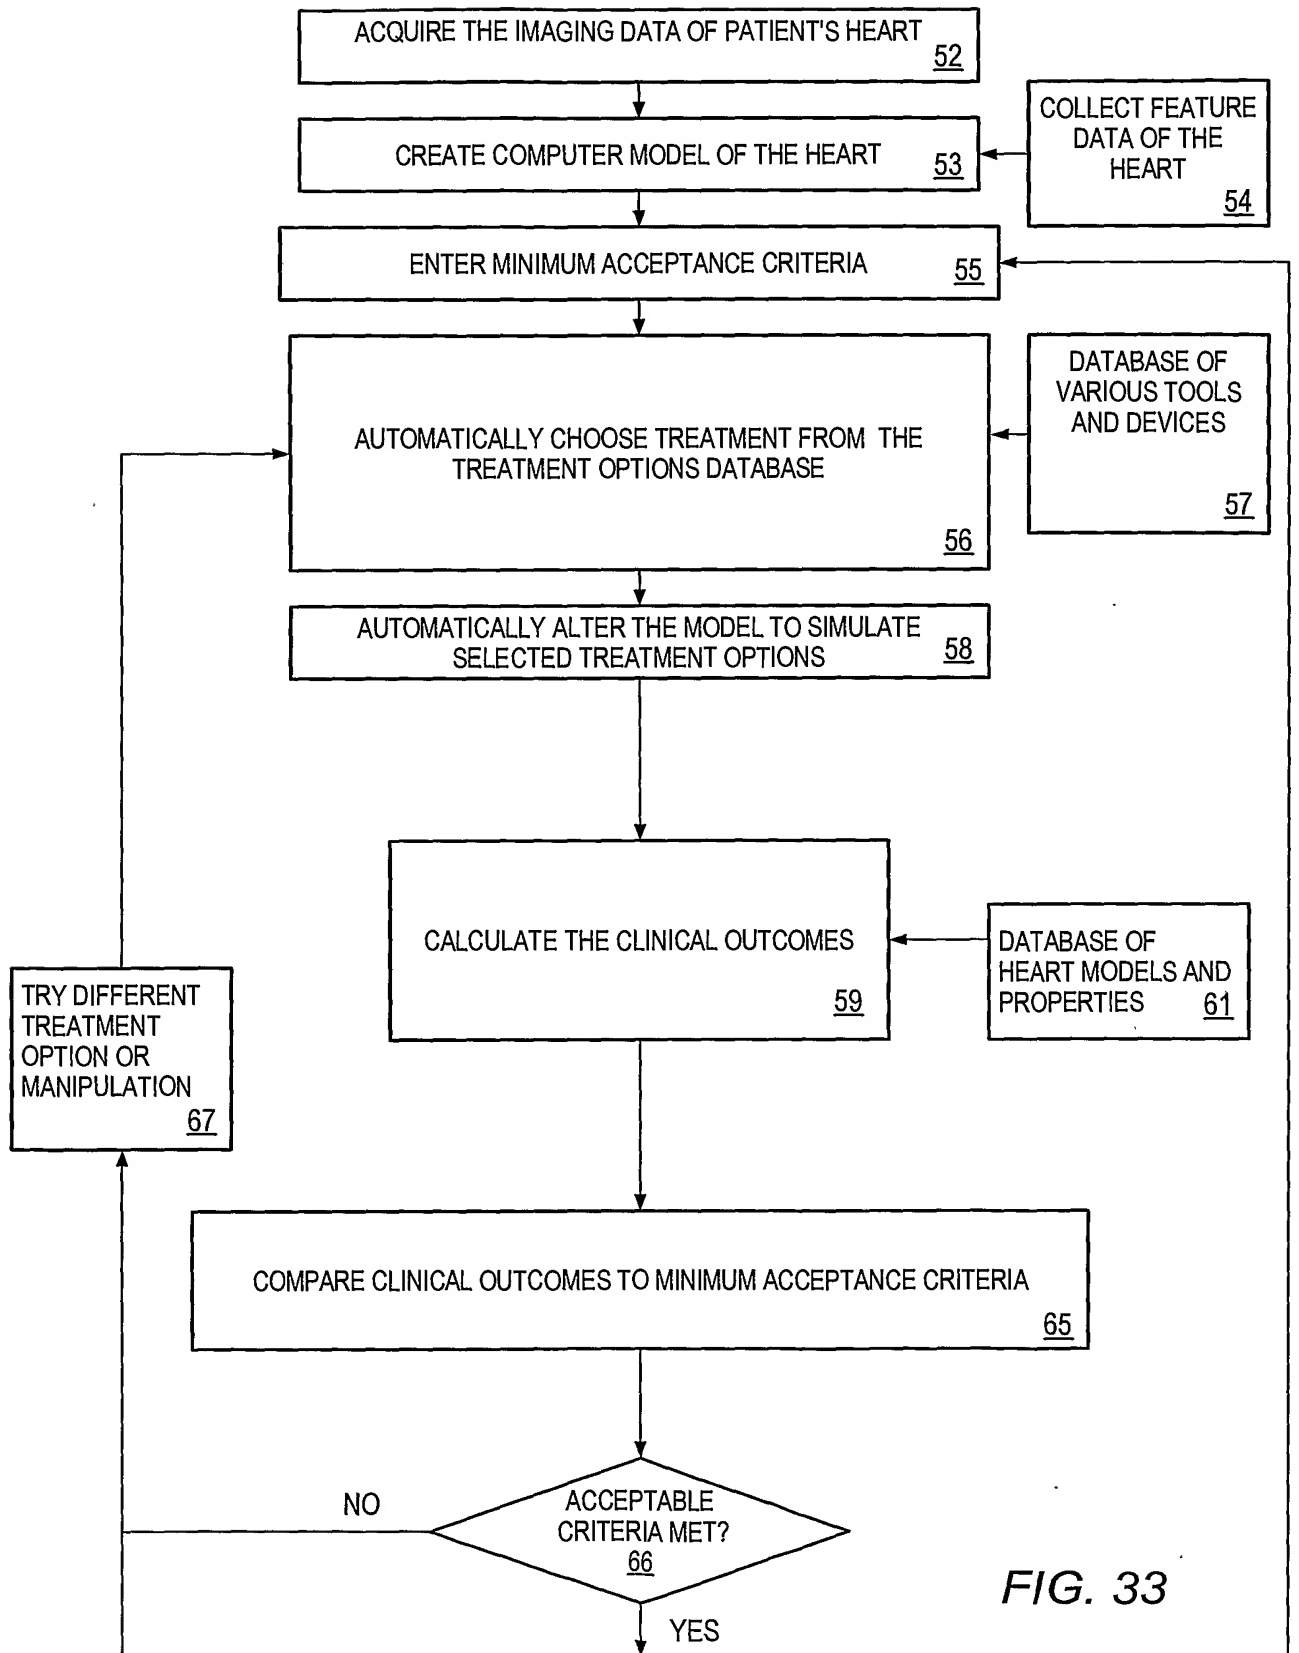 ACQUIRE THE IMAGING DATA OF PATIENT'S HEART
52
CREATE COMPUTER MODEL OF THE HEART
53
COLLECT FEATURE
DATA OF THE
HEART
54
ENTER MINIMUM ACCEPTANCE CRITERIA
55
AUTOMATICALLY CHOOSE TREATMENT FROM THE
TREATMENT OPTIONS DATABASE
56
DATABASE OF
VARIOUS TOOLS
AND DEVICES
57
AUTOMATICALLY ALTER THE MODEL TO SIMULATE
SELECTED TREATMENT OPTIONS
58
CALCULATE THE CLINICAL OUTCOMES
59
DATABASE OF
HEART MODELS AND
PROPERTIES
61
TRY DIFFERENT
TREATMENT
OPTION OR
MANIPULATION
67
COMPARE CLINICAL OUTCOMES TO MINIMUM ACCEPTANCE CRITERIA
65
NO
ACCEPTABLE
CRITERIA MET?
66
YES
FIG. 33